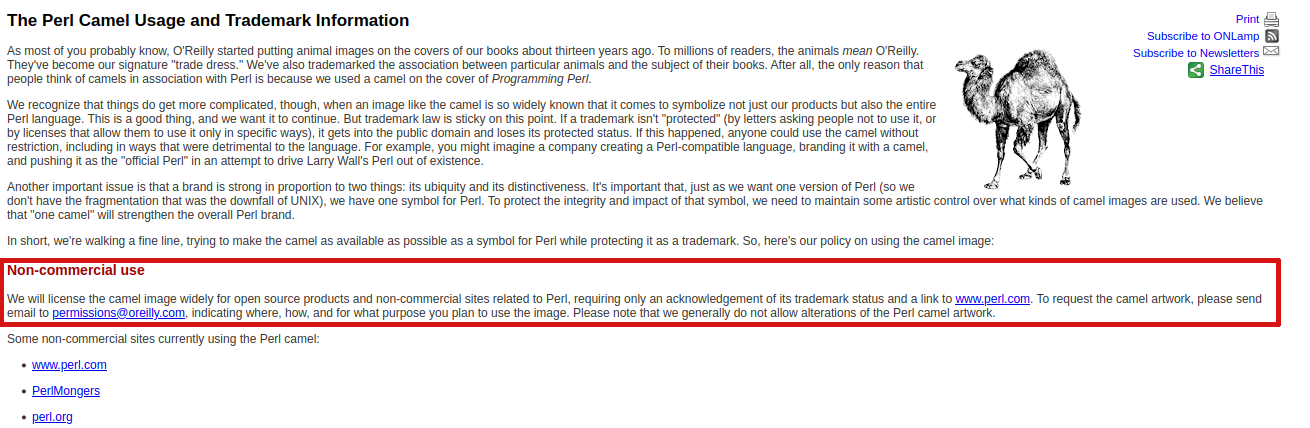 The Perl Camel Usage and Trademark Information
Print
Subscribe to ONLamp
Subscribe to Newsletters
ShareThis
As most of you probably know, O'Reilly started putting animal images on the covers of our books about thirteen years ago. To millions of readers, the animals mean O'Reilly.
They've become our signature "trade dress." We've also trademarked the association between particular animals and the subject of their books. After all, the only reason that
people think of camels in association with Perl is because we used a camel on the cover of Programming Perl.
We recognize that things do get more complicated, though, when an image like the camel is so widely known that it comes to symbolize not just our products but also the entire
Perl language. This is a good thing, and we want it to continue. But trademark law is sticky on this point. If a trademark isn't "protected" (by letters asking people not to use it, or
by licenses that allow them to use it only in specific ways), it gets into the public domain and loses its protected status. If this happened, anyone could use the camel without
restriction, including in ways that were detrimental to the language. For example, you might imagine a company creating a Perl-compatible language, branding it with a camel,
and pushing it as the "official Perl" in an attempt to drive Larry Wall's Perl out of existence.
Another important issue is that a brand is strong in proportion to two things: its ubiquity and its distinctiveness. It's important that, just as we want one version of Perl (so we
don't have the fragmentation that was the downfall of UNIX), we have one symbol for Perl. To protect the integrity and impact of that symbol, we need to maintain some artistic control over what kinds of camel images are used. We believe
that "one camel" will strengthen the overall Perl brand.
In short, we're walking a fine line, trying to make the camel as available as possible as a symbol for Perl while protecting it as a trademark. So, here's our policy on using the camel image:
Non-commercial use
We will license the camel image widely for open source products and non-commercial sites related to Perl, requiring only an acknowledgement of its trademark status and a link to www.perl.com. To request the camel artwork, please send
email to permissions@oreilly.com, indicating where, how, and for what purpose you plan to use the image. Please note that we generally do not allow alterations of the Perl camel artwork.
Some non-commercial sites currently using the Perl camel:
• www.perl.com
• PerlMongers
• perl.org